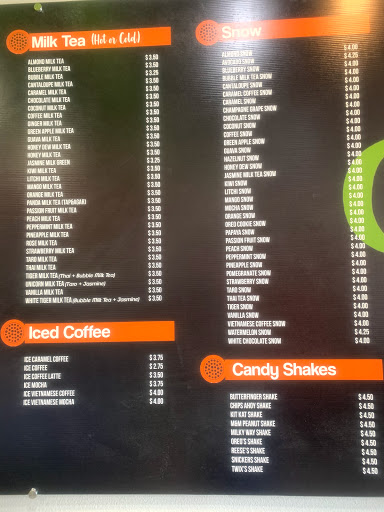 Milk Tea (Hot or Cold!)
ALMOND MILK TEA $ 3.50
BLUEBERRY MILK TEA $ 3.50
BUBBLE MILK TEA $ 3.25
CANTALOUPE MILK TEA $ 3.50
CARAMEL MILK TEA $ 3.50
CHOCOLATE MILK TEA $ 3.50
COCONUT MILK TEA $ 3.50
COFFEE MILK TEA $ 3.50
GINGER MILK TEA $ 3.50
GREEN APPLE MILK TEA $ 3.50
GUAVA MILK TEA $ 3.50
HONEY DEW MILK TEA $ 3.50
HONEY MILK TEA $ 3.50
JASMINE MILK GREEN $ 3.25
KIWI MILK TEA $ 3.50
LITCHI MILK TEA $ 3.50
MANGO MILK TEA $ 3.50
ORANGE MILK TEA $ 3.50
PANDA MILK TEA (TAPI&AGAR) $ 3.50
PASSION FRUIT MILK TEA $ 3.50
PEACH MILK TEA $ 3.50
PEPPERMINT MILK TEA $ 3.50
PINEAPPLE MILK TEA $ 3.50
ROSE MILK TEA $ 3.50
STRAWBERRY MILK TEA $ 3.50
TARO MILK TEA $ 3.50
THAI MILK TEA $ 3.50
TIGER MILK TEA (Thai + Bubble Milk Tea) $ 3.50
UNICORN MILK TEA (Taro + Jasmine) $ 3.50
VANILLA MILK TEA $ 3.50
WHITE TIGER MILK TEA (Bubble Milk Tea + Jasmine) $ 3.50
Iced Coffee
ICE CARAMEL COFFEE $ 3.75
ICE COFFEE $ 2.75
ICE COFFEE LATTE $ 3.50
ICE MOCHA $ 3.75
ICE VIETNAMESE COFFEE $ 4.00
ICE VIETNAMESE MOCHA $ 4.00
Snow
ALMOND SNOW $ 4.00
AVOCADO SNOW $ 4.25
BLUEBERRY SNOW $ 4.00
BUBBLE MILK TEA SNOW $ 4.00
CANTALOUPE SNOW $ 4.00
CARAMEL COFFEE SNOW $ 4.00
CARAMEL SNOW $ 4.00
CHAMPAGNE GRAPE SNOW $ 4.00
CHOCOLATE SNOW $ 4.00
COCONUT SNOW $ 4.00
COFFEE SNOW $ 4.00
GREEN APPLE SNOW $ 4.00
GUAVA SNOW $ 4.00
HAZELNUT SNOW $ 4.00
HONEY DEW SNOW $ 4.00
JASMINE MILK TEA SNOW $ 4.00
KIWI SNOW $ 4.00
LITCHI SNOW $ 4.00
MANGO SNOW $ 4.00
MOCHA SNOW $ 4.00
ORANGE SNOW $ 4.00
OREO COOKIE SNOW $ 4.00
PAPAYA SNOW $ 4.00
PASSION FRUIT SNOW $ 4.00
PEACH SNOW $ 4.00
PEPPERMINT SNOW $ 4.00
PINEAPPLE SNOW $ 4.00
POMEGRANATE SNOW $ 4.00
STRAWBERRY SNOW $ 4.00
TARO SNOW $ 4.00
THAI TEA SNOW $ 4.00
TIGER SNOW $ 4.00
VANILLA SNOW $ 4.00
VIETNAMESE COFFEE SNOW $ 4.00
WATERMELON SNOW $ 4.25
WHITE CHOCOLATE SNOW $ 4.00
Candy Shakes
BUTTERFINGER SHAKE $ 4.50
CHIPS AHOY SHAKE $ 4.50
KIT KAT SHAKE $ 4.50
M&M PEANUT SHAKE $ 4.50
MILKY WAY SHAKE $ 4.50
OREO'S SHAKE $ 4.50
REESE'S SHAKE $ 4.50
SNICKERS SHAKE $ 4.50
TWIX'S SHAKE $ 4.50